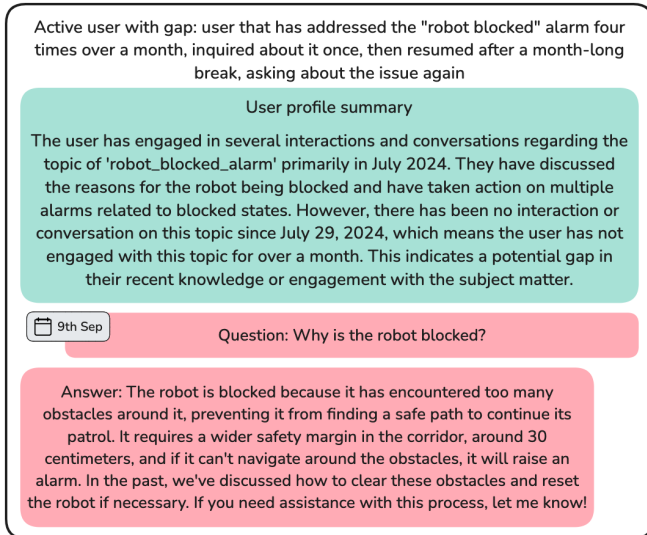 Active user with gap: user that has addressed the "robot blocked" alarm four
times over a month, inquired about it once, then resumed after a month-long
break, asking about the issue again
User profile summary
The user has engaged in several interactions and conversations regarding the
topic of 'robot_blocked_alarm' primarily in July 2024. They have discussed
the reasons for the robot being blocked and have taken action on multiple
alarms related to blocked states. However, there has been no interaction or
conversation on this topic since July 29, 2024, which means the user has not
engaged with this topic for over a month. This indicates a potential gap in
their recent knowledge or engagement with the subject matter.
9th Sep
Question: Why is the robot blocked?
Answer: The robot is blocked because it has encountered too many
obstacles around it, preventing it from finding a safe path to continue its
patrol. It requires a wider safety margin in the corridor, around 30
centimeters, and if it can't navigate around the obstacles, it will raise an
alarm. In the past, we've discussed how to clear these obstacles and reset
the robot if necessary. If you need assistance with this process, let me know!